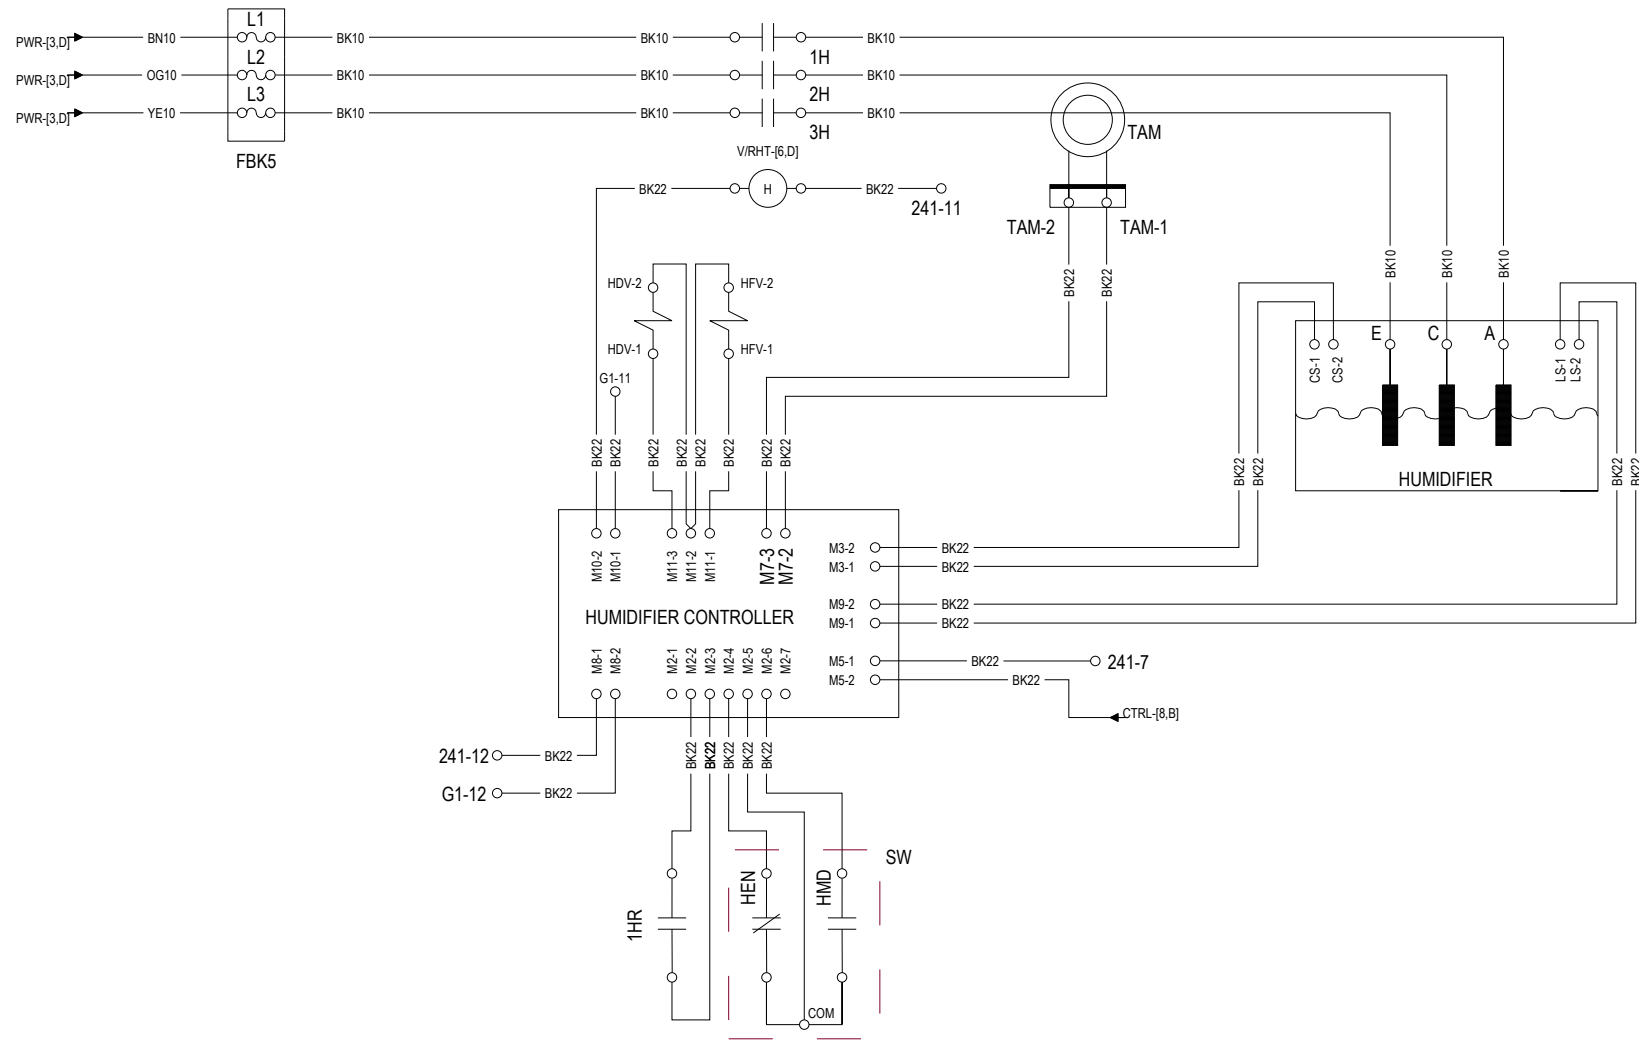 L1
PWR-[3,D] BN10 BK10 BK10 BK10
L2 1H
PWR-[3,D] OG10 BK10 BK10 BK10
L3 2H
PWR-[3,D] YE10 BK10 BK10 BK10
3H TAM
FBK5
V/RHT-[6,D]
BK22 H BK22
241-11
TAM-2 TAM-1
BK22 BK22 BK10 BK10 BK10
HDV-2 HFV-2
HDV-1 HFV-1
G1-11
E C A
CS-1 CS-2 LS-1 LS-2
BK22 BK22 BK22 BK22 BK22 BK22 BK22 BK22
BK22 BK22 BK22 BK22
HUMIDIFIER
M10-2 M10-1 M11-3 M11-2 M11-1 M7-3 M7-2
M3-2 BK22
M3-1 BK22
M9-2 BK22
HUMIDIFIER CONTROLLER
M9-1 BK22
M8-1 M8-2 M2-1 M2-2 M2-3 M2-4 M2-5 M2-6 M2-7
M5-1 BK22 241-7
M5-2 BK22
CTRL-[8,B]
BK22 BK22 BK22 BK22 BK22
241-12 BK22
G1-12 BK22
SW
1HR HEN HMD
COM